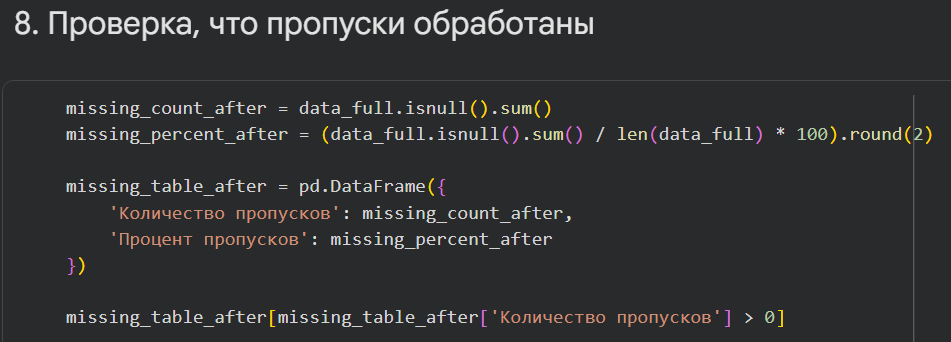 8. Проверка, что пропуски обработаны
missing_count_after = data_full.isnull().sum()
missing_percent_after = (data_full.isnull().sum() / len(data_full) * 100).round(2)
missing_table_after = pd.DataFrame({
    'Количество пропусков': missing_count_after,
    'Процент пропусков': missing_percent_after
})
missing_table_after[missing_table_after['Количество пропусков'] > 0]